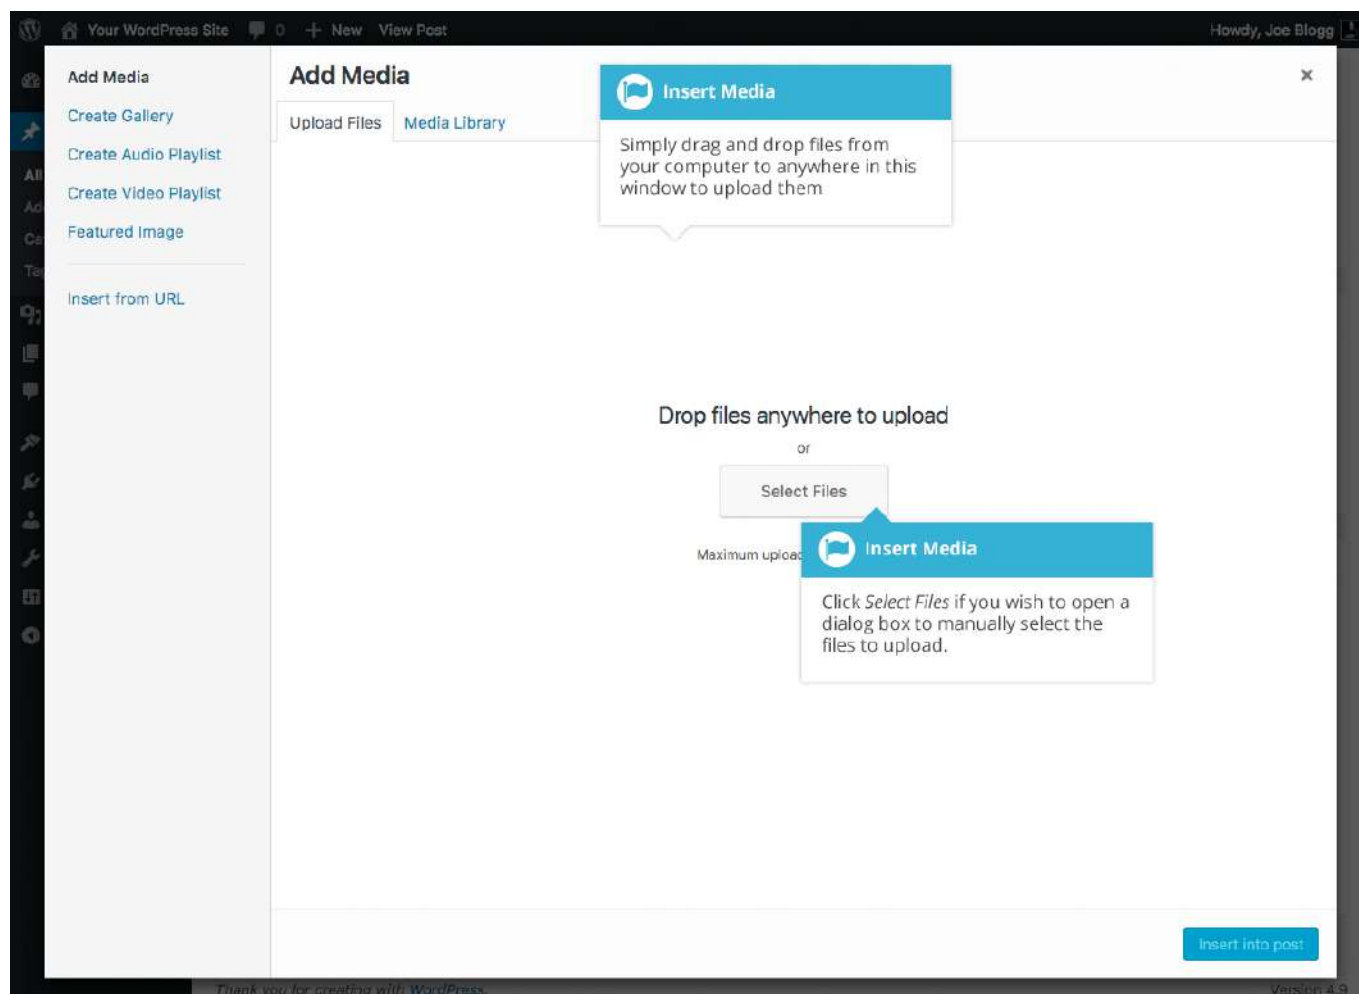 Your WordPress Site 0 New View Post
Howdy, Joe Blogg
Add Media
Create Gallery
Create Audio Playlist
Create Video Playlist
Featured Image
Insert from URL
All
Add Media
Upload Files Media Library
Insert Media
Simply drag and drop files from
your computer to anywhere in this
window to upload them
Drop files anywhere to upload
or
Select Files
Maximum upload
Insert Media
Click Select Files if you wish to open a
dialog box to manually select the
files to upload.
Insert into post
Thank you for creating with WordPress.
Version 4.9